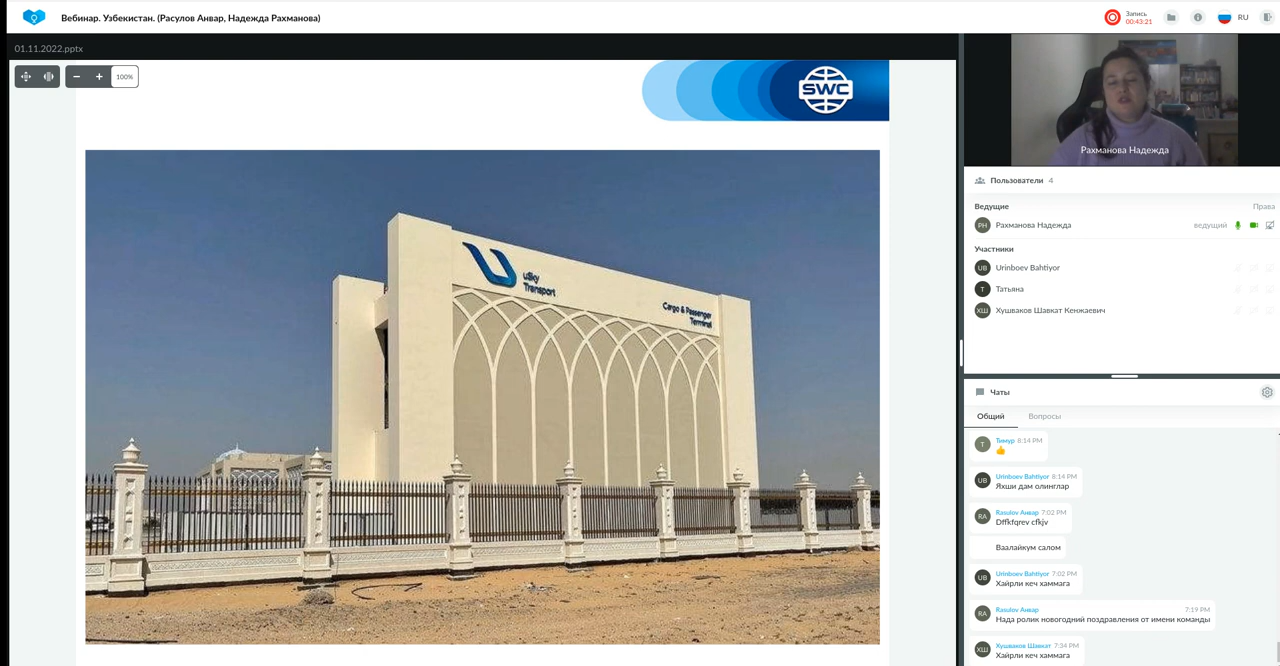 Вебинар. Узбекистан. (Расулов Анвар, Надежда Рахманова)
Запись
00:43:21
RU
01.11.2022.pptx
100%
SWC
uSky
Transport
Cargo & Passenger
Terminal
Рахманова Надежда
Пользователи 4
Ведущие Права
РН Рахманова Надежда ведущий
Участники
UB Urinboev Bahtiyor
Т Татьяна
ХШ Хушваков Шавкат Кенжаевич
Чаты
Общий Вопросы
Т Тимур 8:14 PM
👍
UB Urinboev Bahtiyor 8:14 PM
Яхши дам олинглар
RA Rasulov Анвар 7:02 PM
Dffkfqrev cfkjv
Ваалайкум салом
UB Urinboev Bahtiyor 7:02 PM
Хайрли кеч хаммага
RA Rasulov Анвар 7:19 PM
Нада ролик новогодний поздравления от имени команды
ХШ Хушваков Шавкат 7:34 PM
Хайрли кеч хаммага